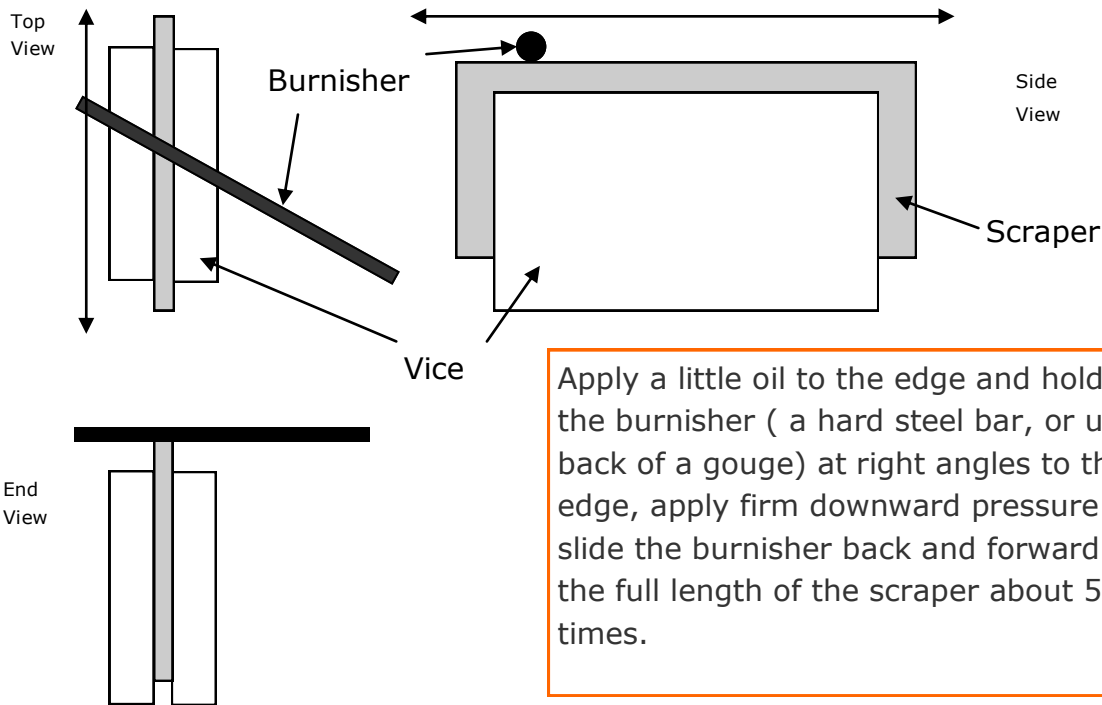 Top
View
Burnisher
Side
View
Scraper
Vice
End
View
Apply a little oil to the edge and hold
the burnisher ( a hard steel bar, or u
back of a gouge) at right angles to th
edge, apply firm downward pressure
slide the burnisher back and forward
the full length of the scraper about 5
times.